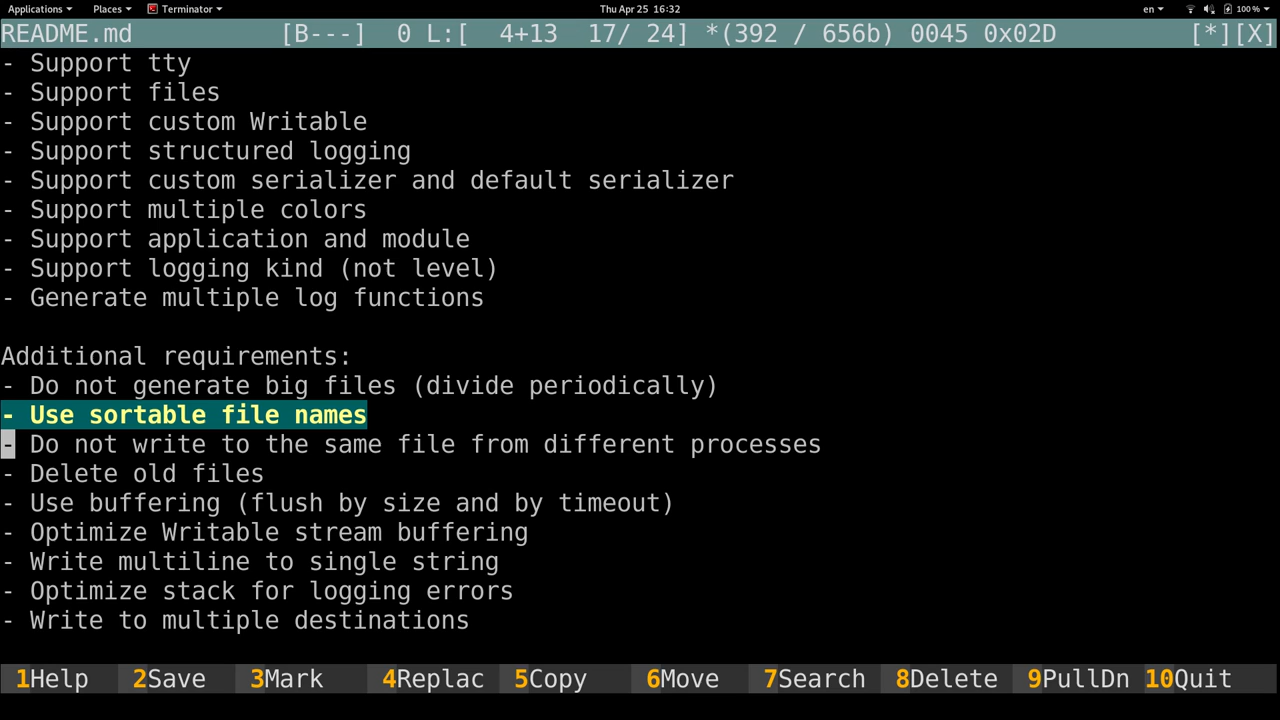 Applications Places Terminator Thu Apr 25 16:32 en 100 %
README.md [B---] 0 L:[ 4+13 17/ 24] *(392 / 656b) 0045 0x02D [*][X]
- Support tty
- Support files
- Support custom Writable
- Support structured logging
- Support custom serializer and default serializer
- Support multiple colors
- Support application and module
- Support logging kind (not level)
- Generate multiple log functions
Additional requirements:
- Do not generate big files (divide periodically)
- Use sortable file names
- Do not write to the same file from different processes
- Delete old files
- Use buffering (flush by size and by timeout)
- Optimize Writable stream buffering
- Write multiline to single string
- Optimize stack for logging errors
- Write to multiple destinations
1Help 2Save 3Mark 4Replac 5Copy 6Move 7Search 8Delete 9PullDn 10Quit